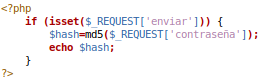 <?php
if (isset($_REQUEST['enviar'])) {
$hash=md5($_REQUEST['contraseña']);
echo $hash;
}
?>